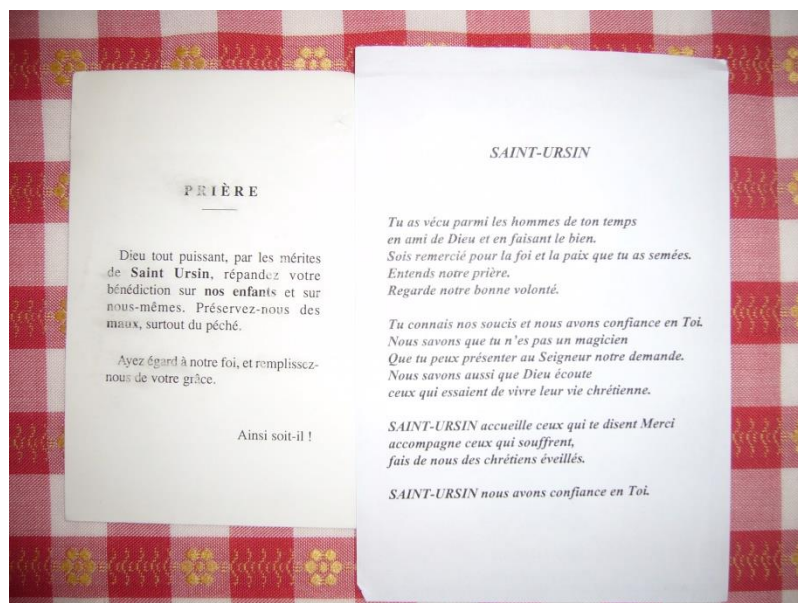 PRIÈRE
Dieu tout puissant, par les mérites
de Saint Ursin, répandez votre
bénédiction sur nos enfants et sur
nous-mêmes. Préservez-nous des
maux, surtout du péché.
Ayez égard à notre foi, et remplissez-
nous de votre grâce.
Ainsi soit-il !
SAINT-URSIN
Tu as vécu parmi les hommes de ton temps
en ami de Dieu et en faisant le bien.
Sois remercié pour la foi et la paix que tu as semées.
Entends notre prière.
Regarde notre bonne volonté.
Tu connais nos soucis et nous avons confiance en Toi.
Nous savons que tu n'es pas un magicien
Que tu peux présenter au Seigneur notre demande.
Nous savons aussi que Dieu écoute
ceux qui essaient de vivre leur vie chrétienne.
SAINT-URSIN accueille ceux qui te disent Merci
accompagne ceux qui souffrent,
fais de nous des chrétiens éveillés.
SAINT-URSIN nous avons confiance en Toi.